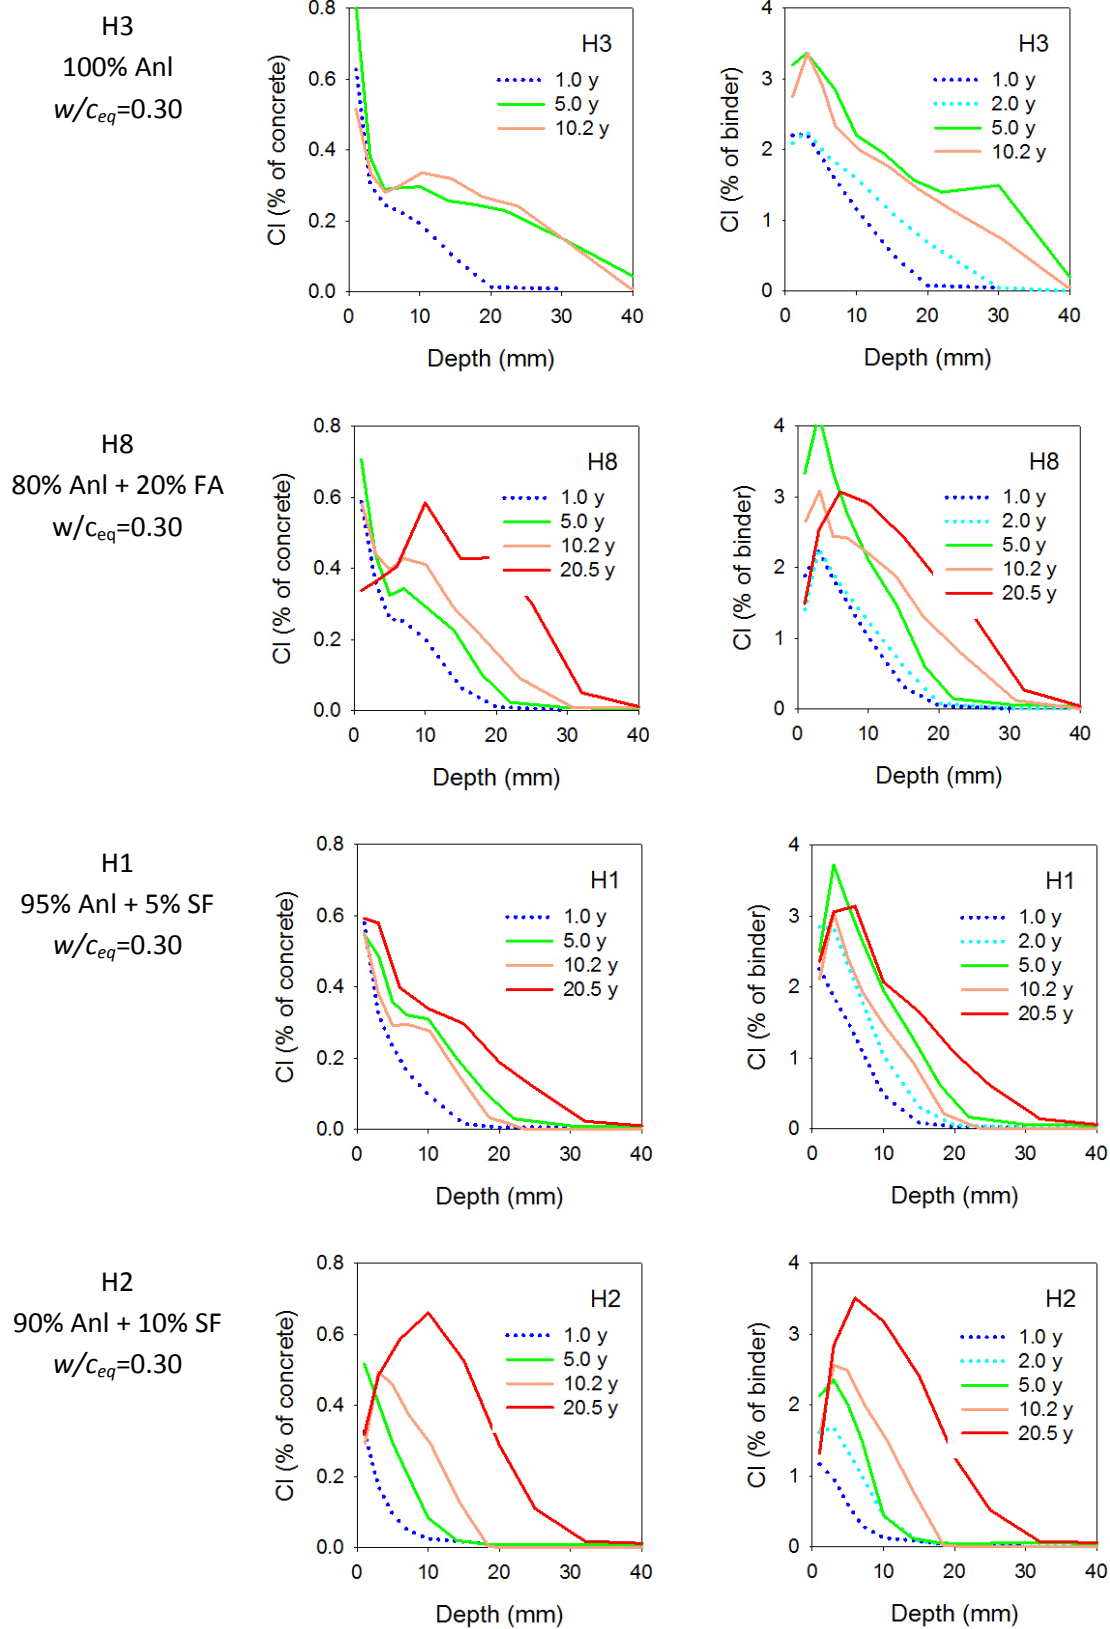 H3
100% Anl
w/ceq=0.30
Cl (% of concrete)
0.8
0.6
0.4
0.2
0.0
H3
1.0 y
5.0 y
10.2 y
0 10 20 30 40
Depth (mm)
Cl (% of binder)
4
3
2
1
0
H3
1.0 y
2.0 y
5.0 y
10.2 y
0 10 20 30 40
Depth (mm)
H8
80% Anl + 20% FA
w/ceq=0.30
Cl (% of concrete)
0.8
0.6
0.4
0.2
0.0
H8
1.0 y
5.0 y
10.2 y
20.5 y
0 10 20 30 40
Depth (mm)
Cl (% of binder)
4
3
2
1
0
H8
1.0 y
2.0 y
5.0 y
10.2 y
20.5 y
0 10 20 30 40
Depth (mm)
H1
95% Anl + 5% SF
w/ceq=0.30
Cl (% of concrete)
0.8
0.6
0.4
0.2
0.0
H1
1.0 y
5.0 y
10.2 y
20.5 y
0 10 20 30 40
Depth (mm)
Cl (% of binder)
4
3
2
1
0
H1
1.0 y
2.0 y
5.0 y
10.2 y
20.5 y
0 10 20 30 40
Depth (mm)
H2
90% Anl + 10% SF
w/ceq=0.30
Cl (% of concrete)
0.8
0.6
0.4
0.2
0.0
H2
1.0 y
5.0 y
10.2 y
20.5 y
0 10 20 30 40
Depth (mm)
Cl (% of binder)
4
3
2
1
0
H2
1.0 y
2.0 y
5.0 y
10.2 y
20.5 y
0 10 20 30 40
Depth (mm)